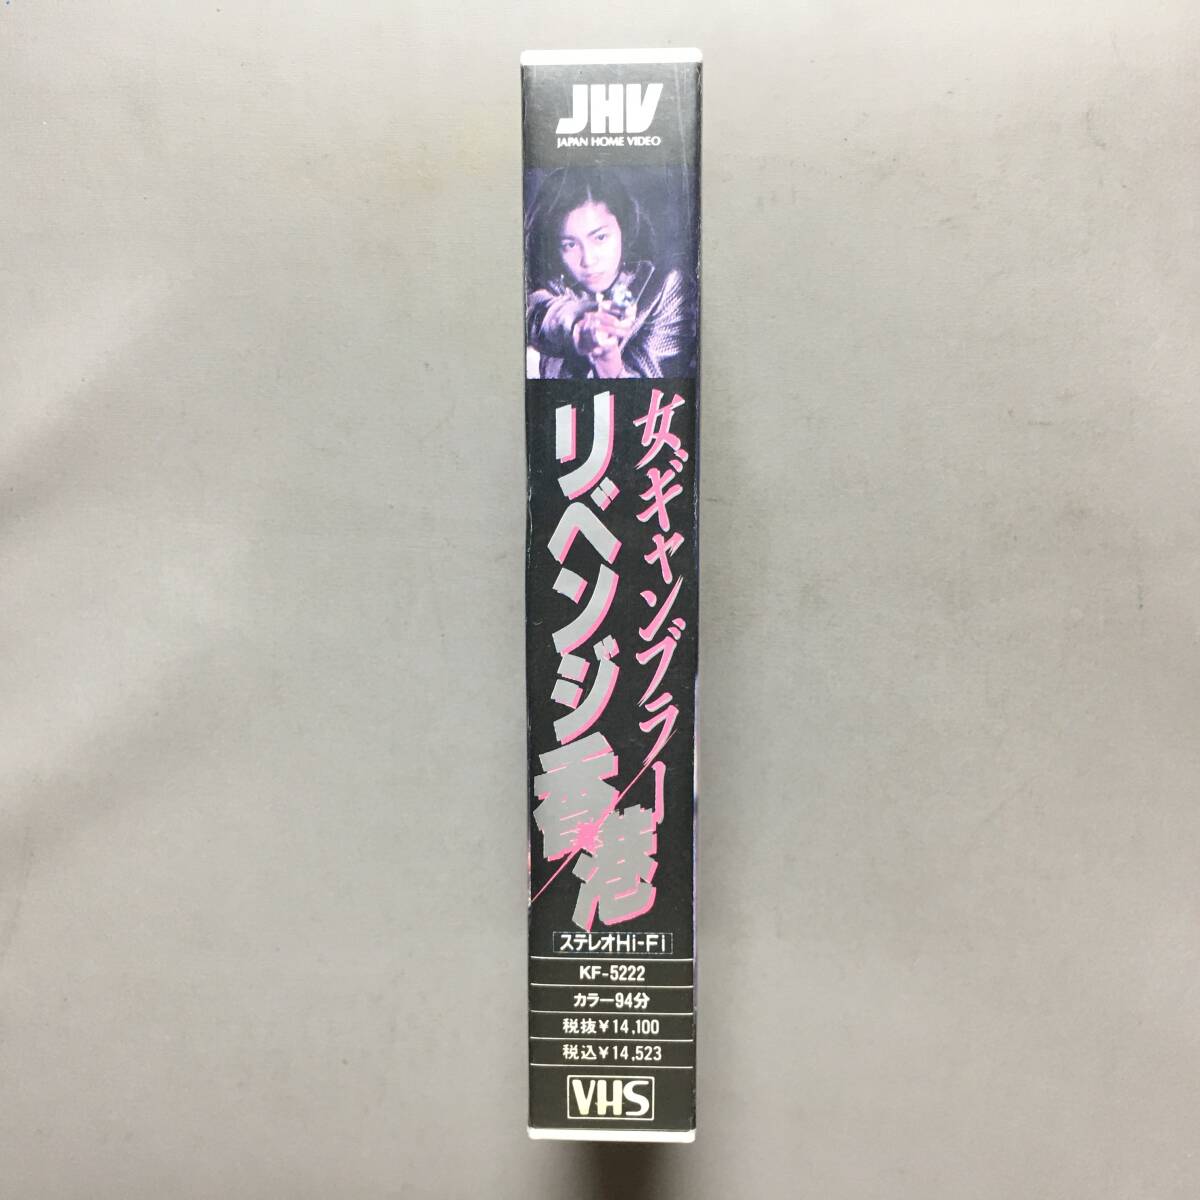 JHV
JAPAN HOME VIDEO
女ギャンブラー
リベンジ香港
ステレオHi-Fi
KF-5222
カラー94分
税抜¥14,100
税込¥14,523
VHS